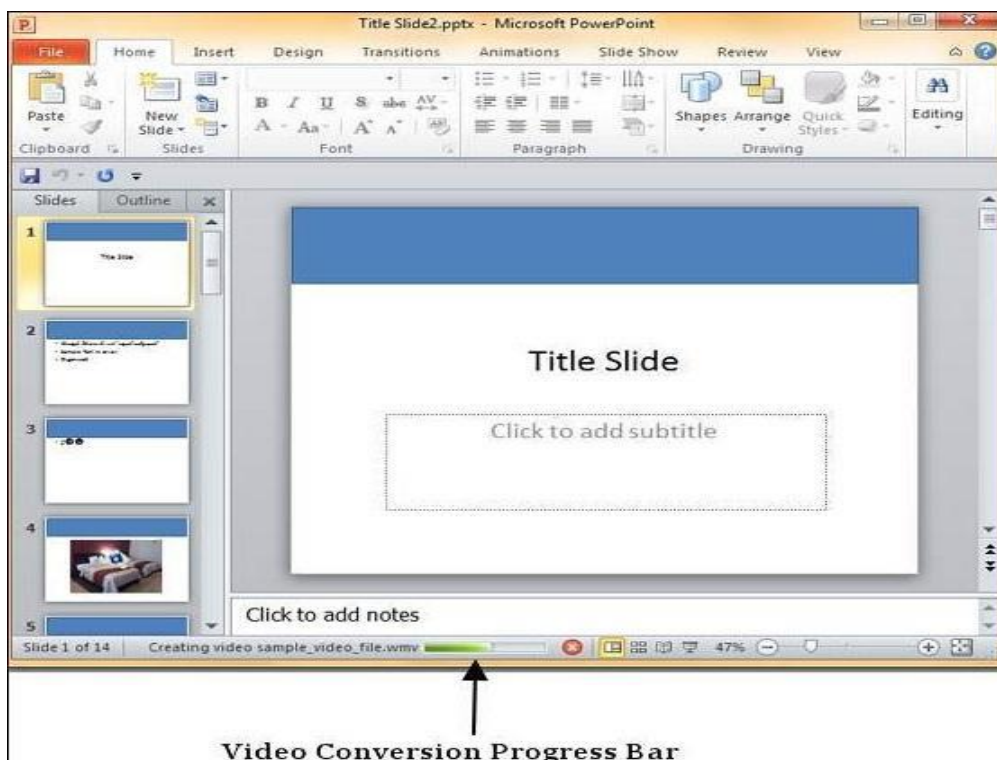 Title Slide2.pptx - Microsoft PowerPoint
File Home Insert Design Transitions Animations Slide Show Review View
Paste
New Slide
Shapes Arrange Quick Styles
Editing
B I U S abc AV
A Aa A A
Clipboard Slides Font Paragraph Drawing
Slides Outline
1
Title Slide
2
3
4
5
Title Slide
Click to add subtitle
Click to add notes
Slide 1 of 14 Creating video sample_video_file.wmv 47%
Video Conversion Progress Bar